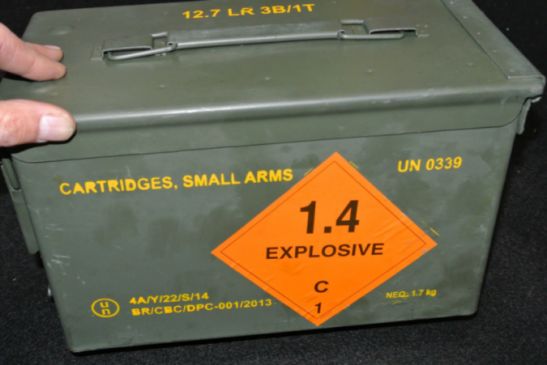 12.7 LR 3B/1T
CARTRIDGES, SMALL ARMS
UN 0339
1.4
EXPLOSIVE
C
1
un
4A/Y/22/S/14
BR/CBC/DPC-001/2013
NEQ. 1.7 kg